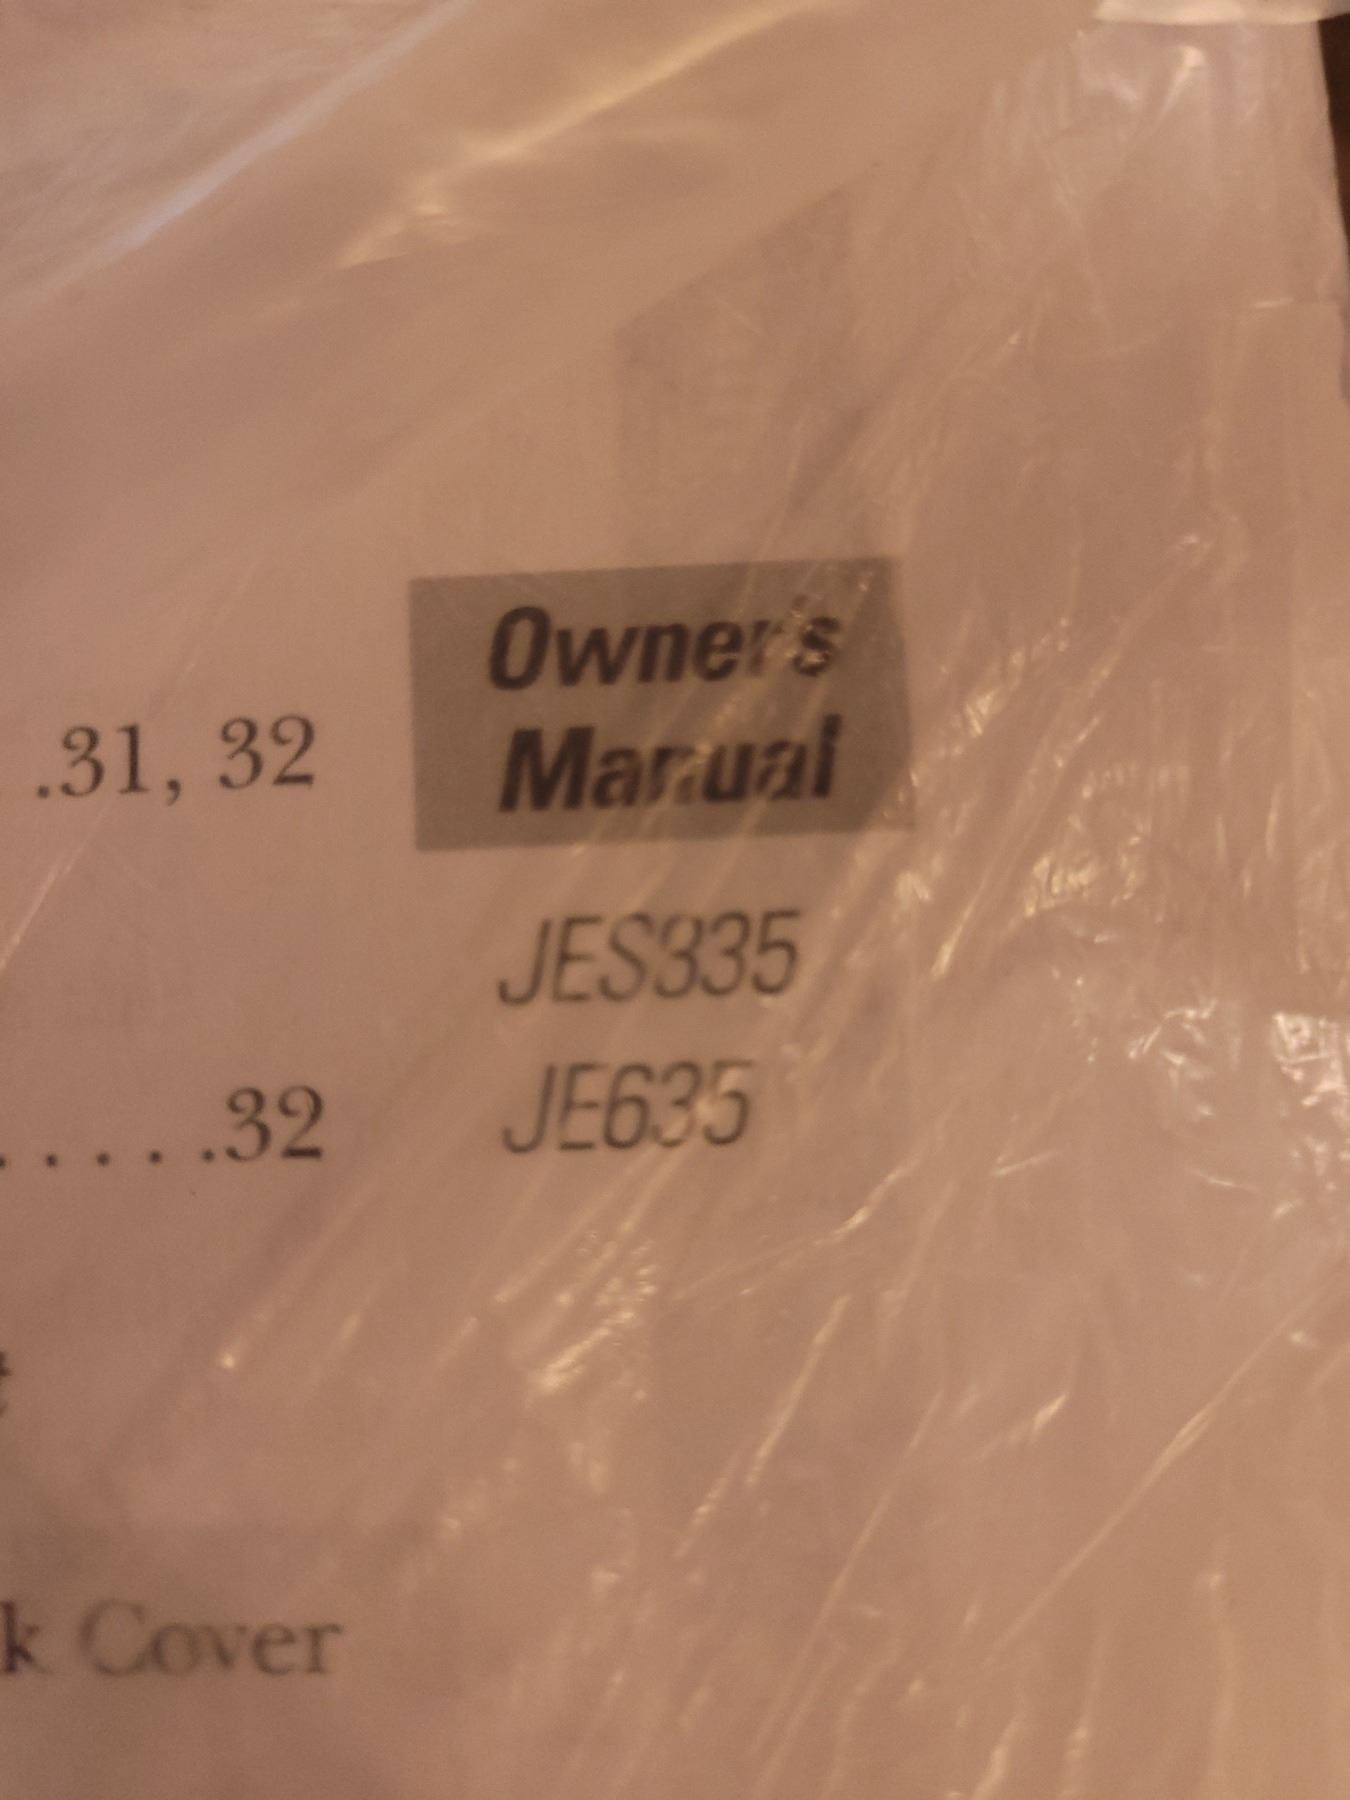 Owner's
Manual
.31, 32
JES335
JE635
. . . . . .32
k Cover